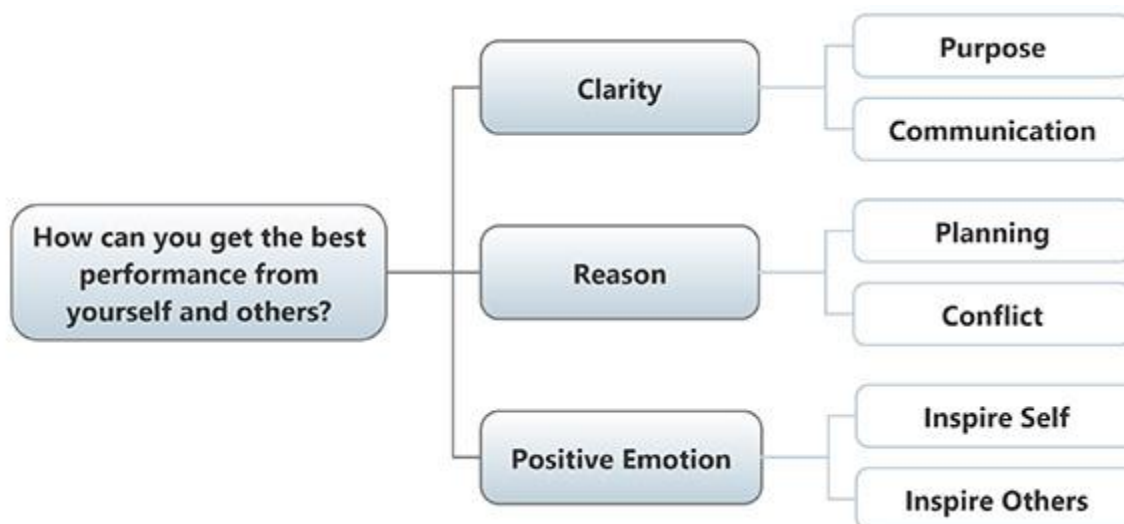 How can you get the best
performance from
yourself and others?
Clarity
Purpose
Communication
Reason
Planning
Conflict
Positive Emotion
Inspire Self
Inspire Others